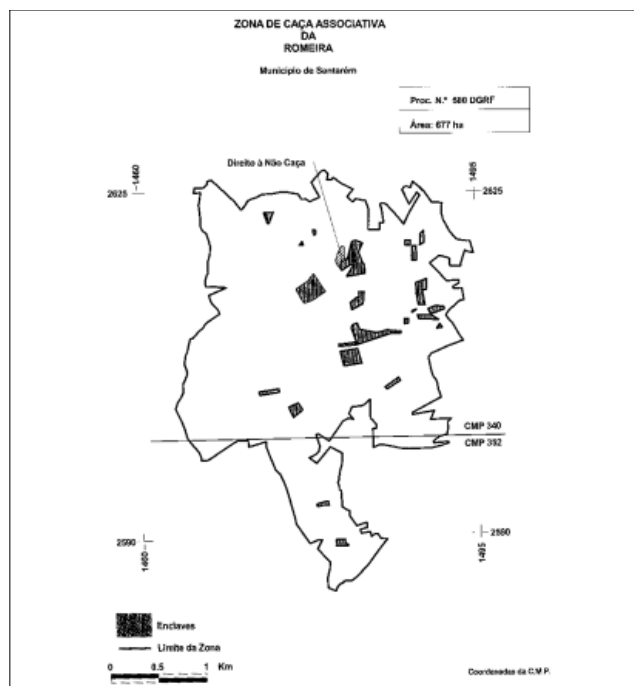 ZONA DE CAÇA ASSOCIATIVA
DA
ROMEIRA
Município de Santarém
Proc. N.º 500 DGRF
Área: 677 ha
Direito à Não Caça
1460
1495
2625
2625
CMP 340
CMP 352
2590
2590
1460
1495
Enclaves
Limite da Zona
0 0.5 1 Km
Coordenadas da C.M.P.